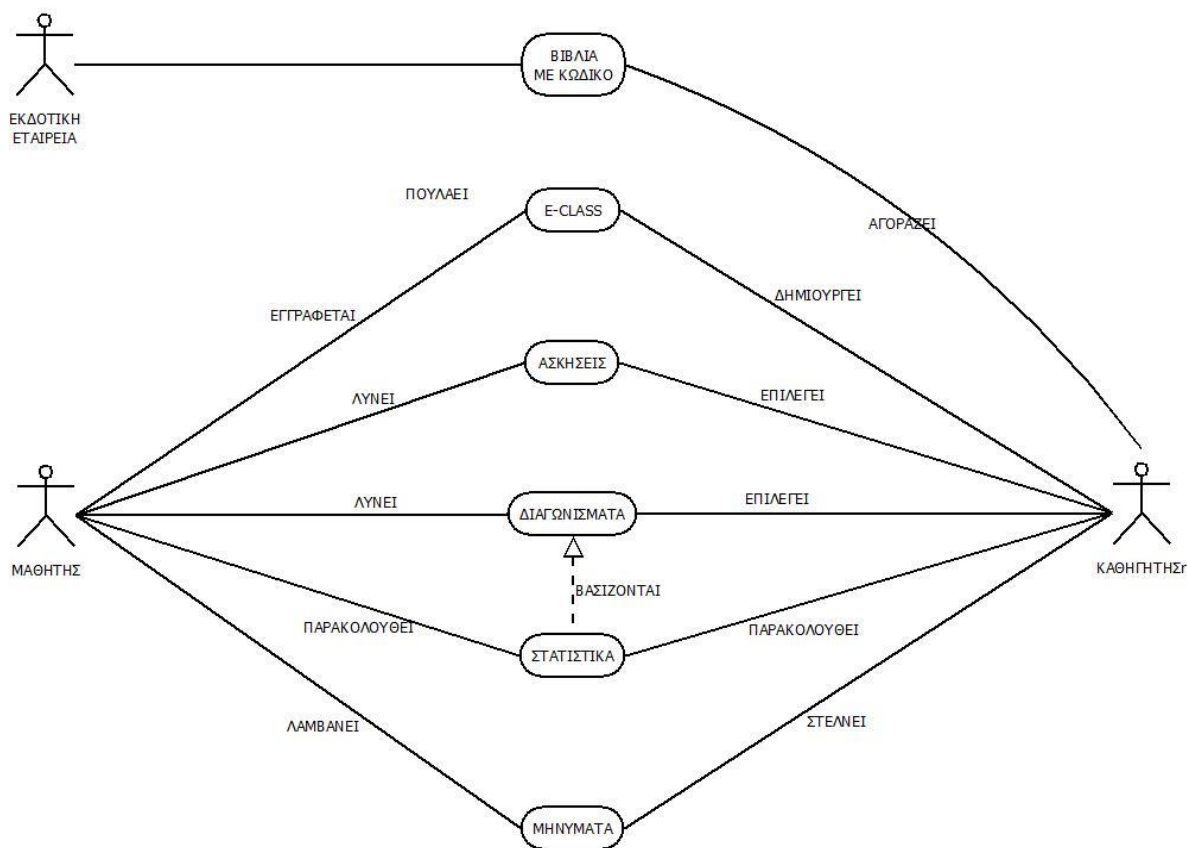 ΒΙΒΛΙΑ
ΜΕ ΚΩΔΙΚΟ
ΕΚΔΟΤΙΚΗ
ΕΤΑΙΡΕΙΑ
ΠΟΥΛΑΕΙ
E-CLASS
ΑΓΟΡΑΖΕΙ
ΔΗΜΙΟΥΡΓΕΙ
ΕΓΓΡΑΦΕΤΑΙ
ΑΣΚΗΣΕΙΣ
ΛΥΝΕΙ
ΕΠΙΛΕΓΕΙ
ΛΥΝΕΙ
ΔΙΑΓΩΝΙΣΜΑΤΑ
ΕΠΙΛΕΓΕΙ
ΜΑΘΗΤΗΣ
ΚΑΘΗΓΗΤΗΣr
ΒΑΣΙΖΟΝΤΑΙ
ΠΑΡΑΚΟΛΟΥΘΕΙ
ΠΑΡΑΚΟΛΟΥΘΕΙ
ΣΤΑΤΙΣΤΙΚΑ
ΛΑΜΒΑΝΕΙ
ΣΤΕΛΝΕΙ
ΜΗΝΥΜΑΤΑ